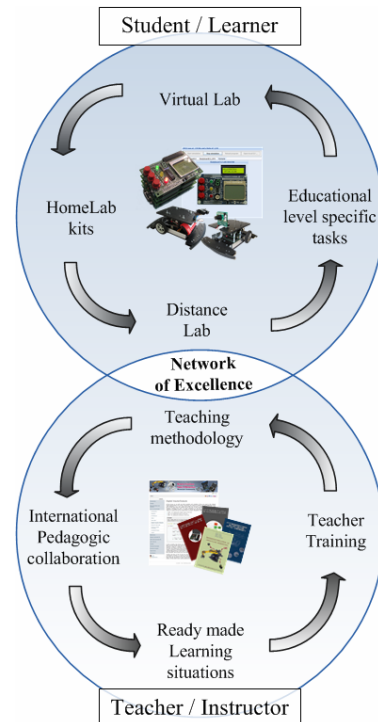 Student / Learner
Virtual Lab
HomeLab
kits
Educational
level specific
tasks
Distance
Lab
Network
of Excellence
Teaching
methodology
International
Pedagogic
collaboration
Teacher
Training
Ready made
Learning
situations
Teacher / Instructor